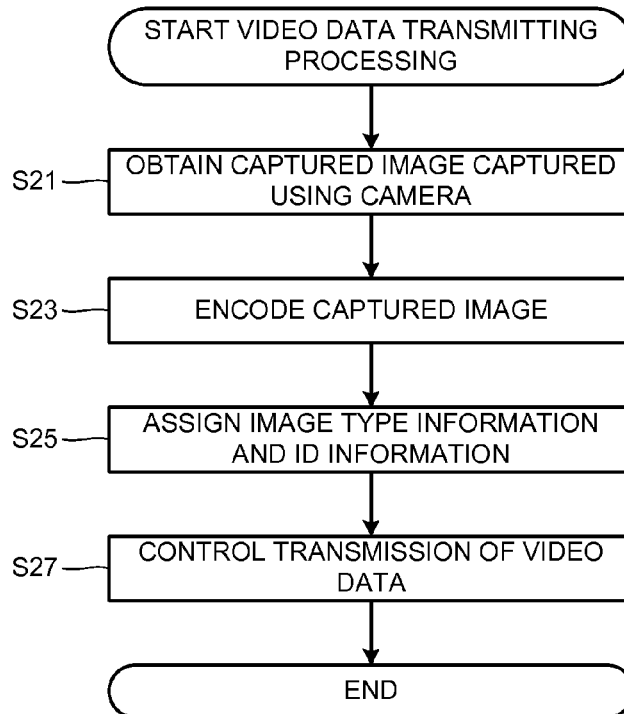 START VIDEO DATA TRANSMITTING
PROCESSING
S21
OBTAIN CAPTURED IMAGE CAPTURED
USING CAMERA
S23
ENCODE CAPTURED IMAGE
S25
ASSIGN IMAGE TYPE INFORMATION
AND ID INFORMATION
S27
CONTROL TRANSMISSION OF VIDEO
DATA
END